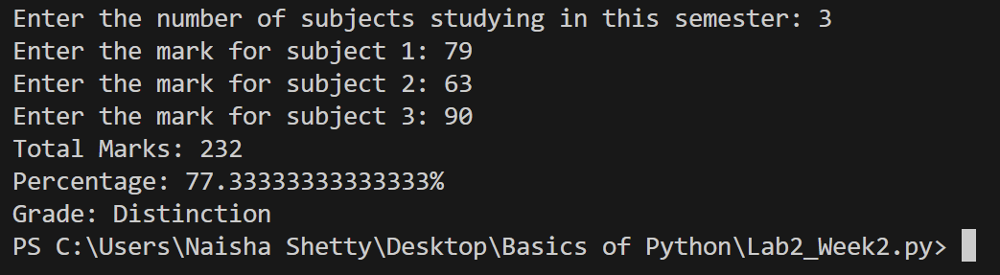 Enter the number of subjects studying in this semester: 3
Enter the mark for subject 1: 79
Enter the mark for subject 2: 63
Enter the mark for subject 3: 90
Total Marks: 232
Percentage: 77.33333333333333%
Grade: Distinction
PS C:\Users\Naisha Shetty\Desktop\Basics of Python\Lab2_Week2.py>